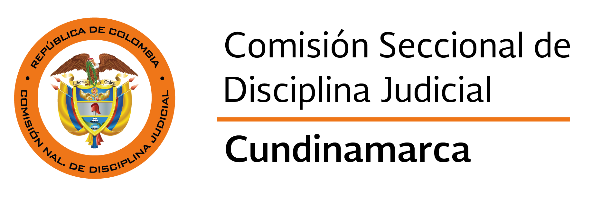 REPÚBLICA DE COLOMBIA
COMISIÓN NAL. DE DISCIPLINA JUDICIAL
Comisión Seccional de
Disciplina Judicial
Cundinamarca